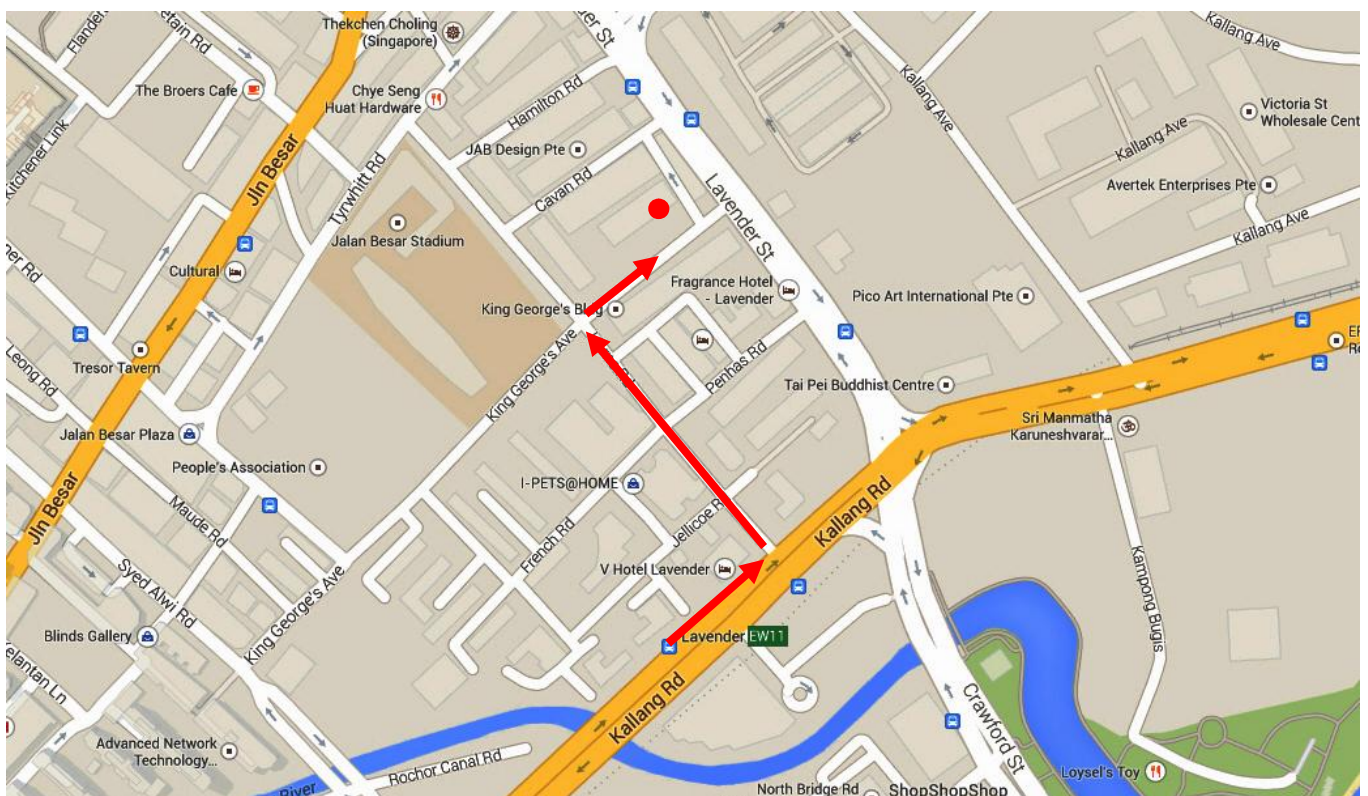 Thekchen Choling
(Singapore)
Kallang Ave
The Broers Cafe
Chye Seng
Huat Hardware
Hamilton Rd
Kallang Ave
Victoria St
Wholesale Cent
Kitchener Link
Jln Besar
Tyrwhitt Rd
JAB Design Pte
Kallang Ave
Cavan Rd
Lavender St
Avertek Enterprises Pte
Jalan Besar Stadium
Kallang Ave
Cultural
King George's
Fragrance Hotel
- Lavender
Pico Art International Pte
King George's Ave
Tresor Tavern
Leong Rd
Penhas Rd
Tai Pei Buddhist Centre
Sri Manmatha
Karuneshvarar...
Jalan Besar Plaza
People's Association
I-PETS@HOME
Jln Besar
Maude Rd
French Rd
Jellicoe
Kallang Rd
V Hotel Lavender
Syed Alwi Rd
King George's Ave
Kampong Bugis
Blinds Gallery
Lavender EW11
Kallang Rd
Crawford St
Advanced Network
Technology...
Rochor Canal Rd
River
North Bridge Rd
ShopShopShop
Loysel's Toy